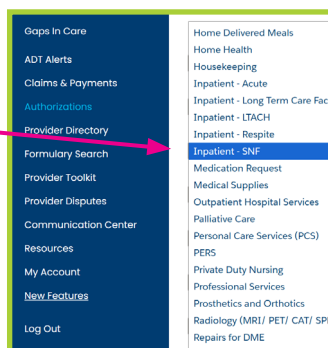 Gaps In Care
ADT Alerts
Claims & Payments
Authorizations
Provider Directory
Formulary Search
Provider Toolkit
Provider Disputes
Communication Center
Resources
My Account
New Features
Log Out
Home Delivered Meals
Home Health
Housekeeping
Inpatient - Acute
Inpatient - Long Term Care Fac
Inpatient - LTACH
Inpatient - Respite
Inpatient - SNF
Medication Request
Medical Supplies
Outpatient Hospital Services
Palliative Care
Personal Care Services (PCS)
PERS
Private Duty Nursing
Professional Services
Prosthetics and Orthotics
Radiology (MRI/ PET/ CAT/ SP
Repairs for DME